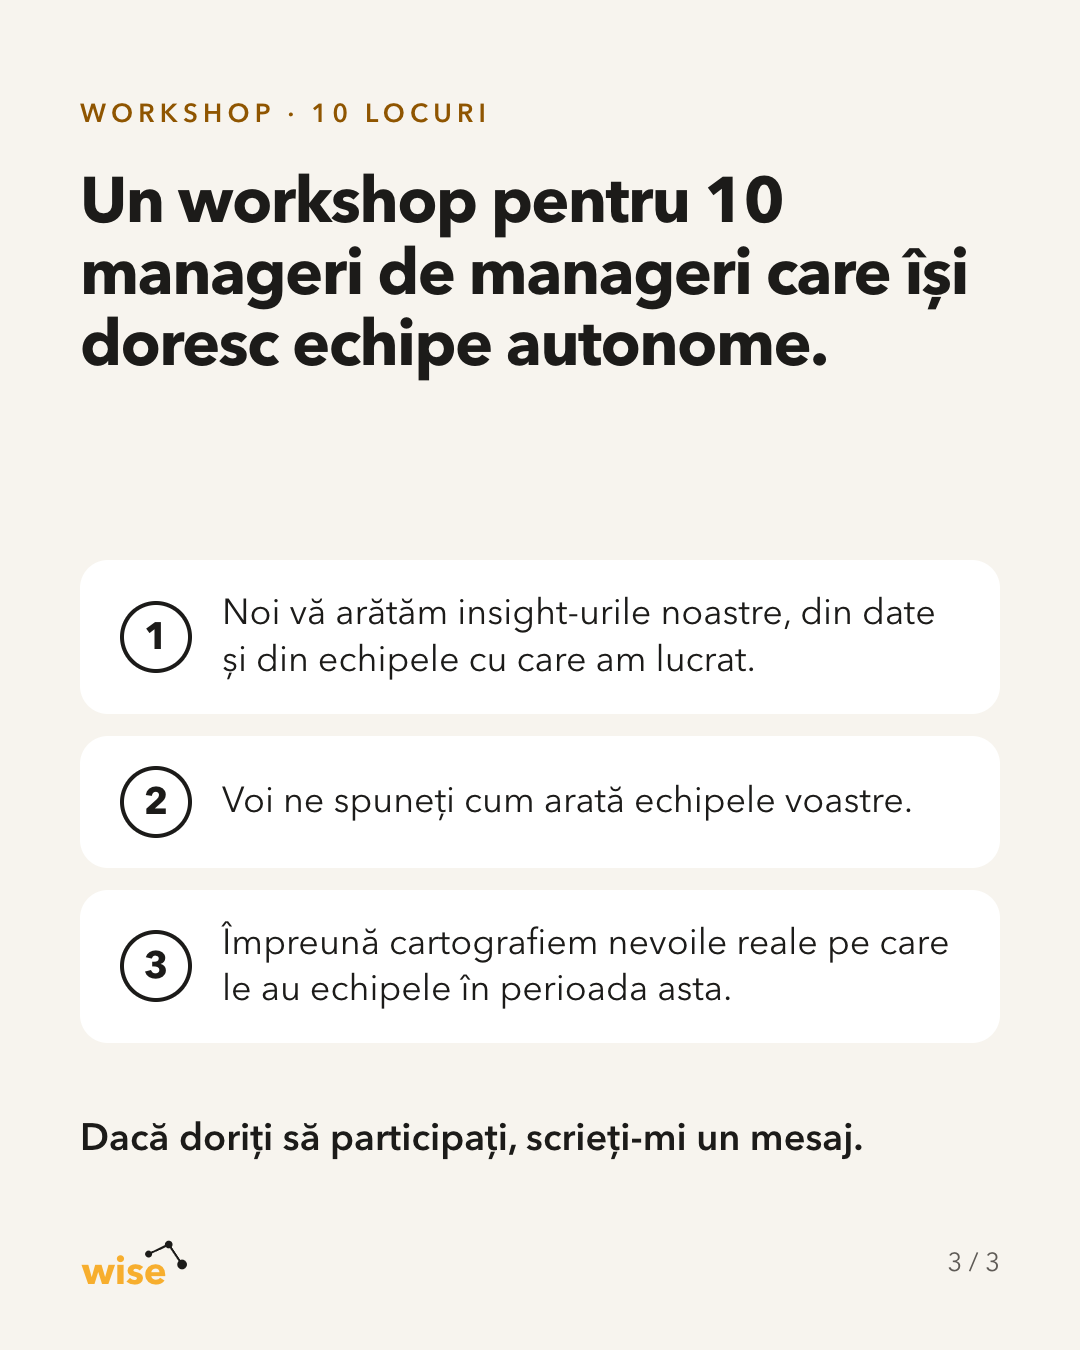 WORKSHOP · 10 LOCURI
Un workshop pentru 10
manageri de manageri care își
doresc echipe autonome.
1
Noi vă arătăm insight-urile noastre, din date
și din echipele cu care am lucrat.
2
Voi ne spuneți cum arată echipele voastre.
3
Împreună cartografiem nevoile reale pe care
le au echipele în perioada asta.
Dacă doriți să participați, scrieți-mi un mesaj.
wise
3 / 3